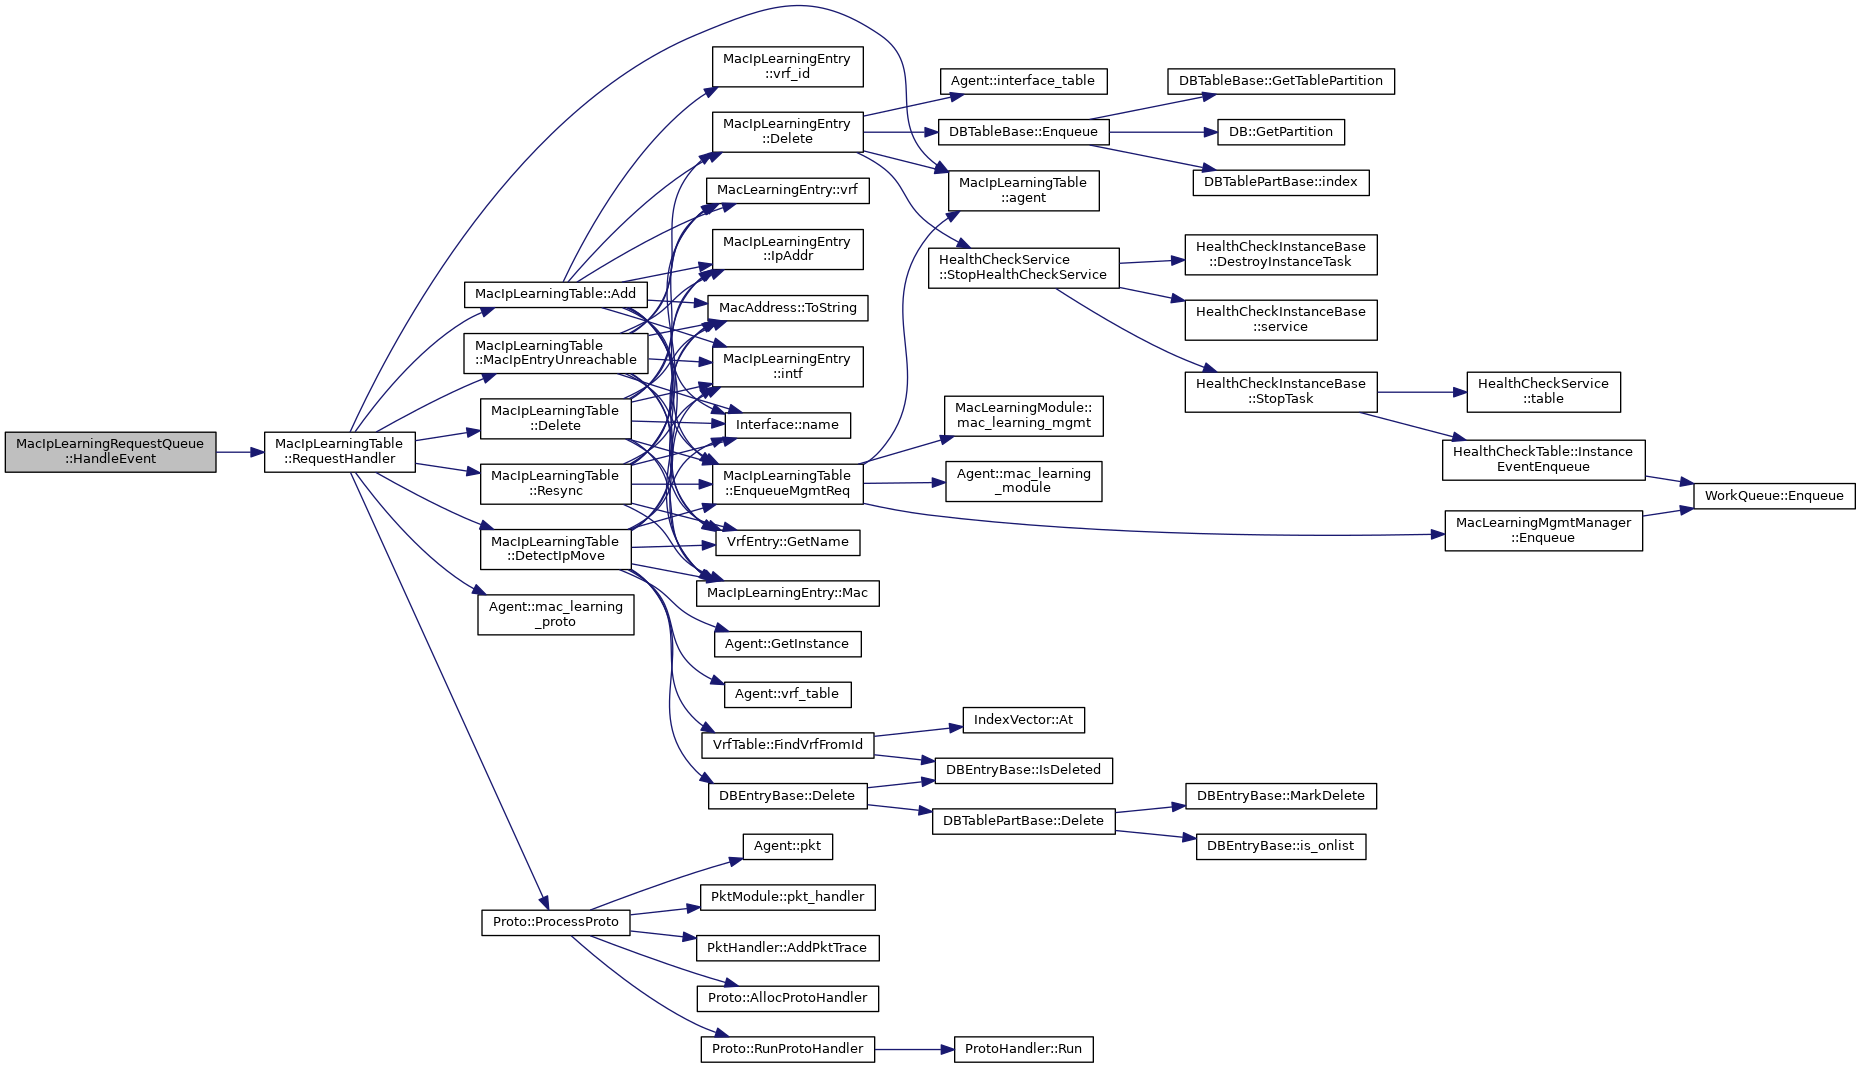 MacIpLearningRequestQueue
::HandleEvent
MacIpLearningTable
::RequestHandler
MacIpLearningTable::Add
MacIpLearningTable
::MacIpEntryUnreachable
MacIpLearningTable
::Delete
MacIpLearningTable
::Resync
MacIpLearningTable
::DetectIpMove
Agent::mac_learning
_proto
Proto::ProcessProto
MacIpLearningEntry
::vrf_id
MacIpLearningEntry
::Delete
MacLearningEntry::vrf
MacIpLearningEntry
::IpAddr
MacAddress::ToString
MacIpLearningEntry
::intf
Interface::name
MacIpLearningTable
::EnqueueMgmtReq
VrfEntry::GetName
MacIpLearningEntry::Mac
Agent::GetInstance
Agent::vrf_table
VrfTable::FindVrfFromId
DBEntryBase::Delete
Agent::pkt
PktModule::pkt_handler
PktHandler::AddPktTrace
Proto::AllocProtoHandler
Proto::RunProtoHandler
Agent::interface_table
DBTableBase::Enqueue
MacIpLearningTable
::agent
HealthCheckService
::StopHealthCheckService
MacLearningModule::
mac_learning_mgmt
Agent::mac_learning
_module
IndexVector::At
DBEntryBase::IsDeleted
DBTablePartBase::Delete
ProtoHandler::Run
DBTableBase::GetTablePartition
DB::GetPartition
DBTablePartBase::index
HealthCheckInstanceBase
::DestroyInstanceTask
HealthCheckInstanceBase
::service
HealthCheckInstanceBase
::StopTask
DBEntryBase::MarkDelete
DBEntryBase::is_onlist
HealthCheckService
::table
HealthCheckTable::Instance
EventEnqueue
MacLearningMgmtManager
::Enqueue
WorkQueue::Enqueue